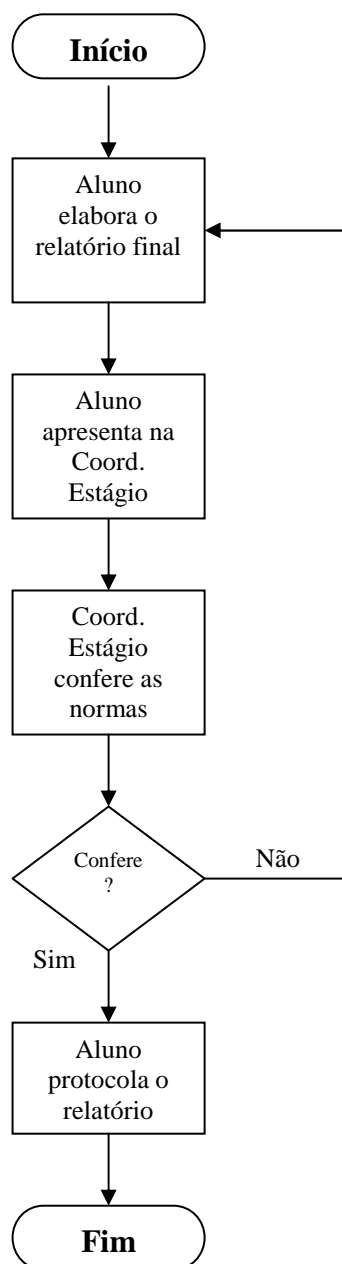 Início
Aluno
elabora o
relatório final
Aluno
apresenta na
Coord.
Estágio
Coord.
Estágio
confere as
normas
Confere
?
Não
Sim
Aluno
protocola o
relatório
Fim